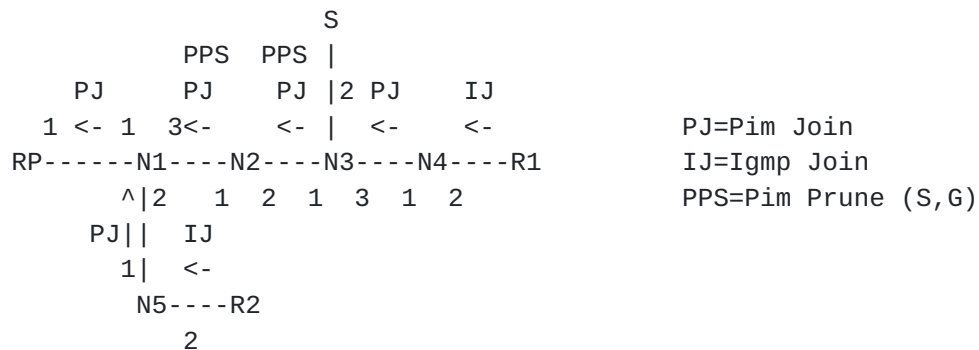 S
           PPS  PPS |
    PJ     PJ    PJ |2 PJ    IJ
  1 <- 1  3<-    <- |  <-    <-            PJ=Pim Join
RP------N1----N2----N3----N4----R1         IJ=Igmp Join
       ^|2   1  2  1  3  1  2              PPS=Pim Prune (S,G)
     PJ||  IJ
       1|  <-
        N5----R2
           2